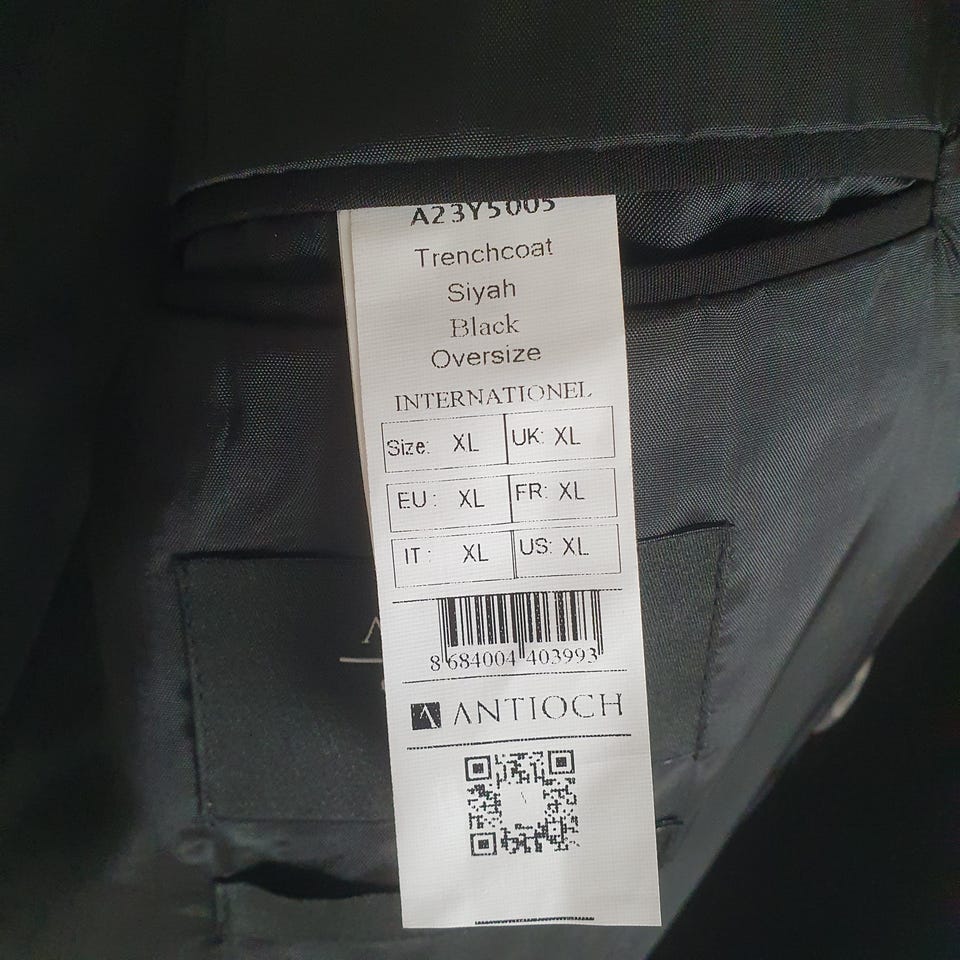 A23Y5005
Trenchcoat
Siyah
Black
Oversize
INTERNATIONEL
Size: XL UK: XL
EU : XL FR: XL
IT : XL US: XL
8 684004 403993
ANTIOCH